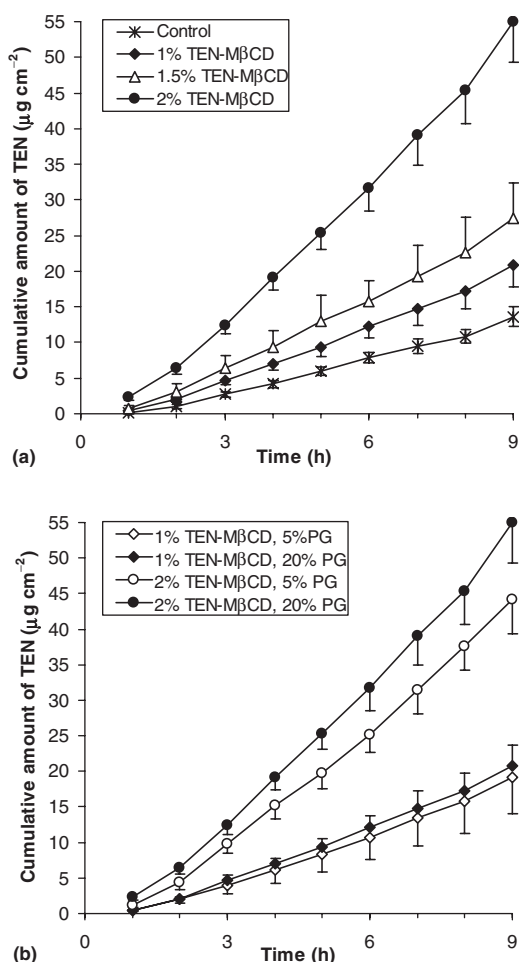 Control
1% TEN-MβCD
1.5% TEN-MβCD
2% TEN-MβCD
Cumulative amount of TEN (μg cm⁻²)
55
50
45
40
35
30
25
20
15
10
5
0
0 3 6 9
Time (h)
(a)
1% TEN-MβCD, 5%PG
1% TEN-MβCD, 20% PG
2% TEN-MβCD, 5% PG
2% TEN-MβCD, 20% PG
Cumulative amount of TEN (μg cm⁻²)
55
50
45
40
35
30
25
20
15
10
5
0
0 3 6 9
Time (h)
(b)